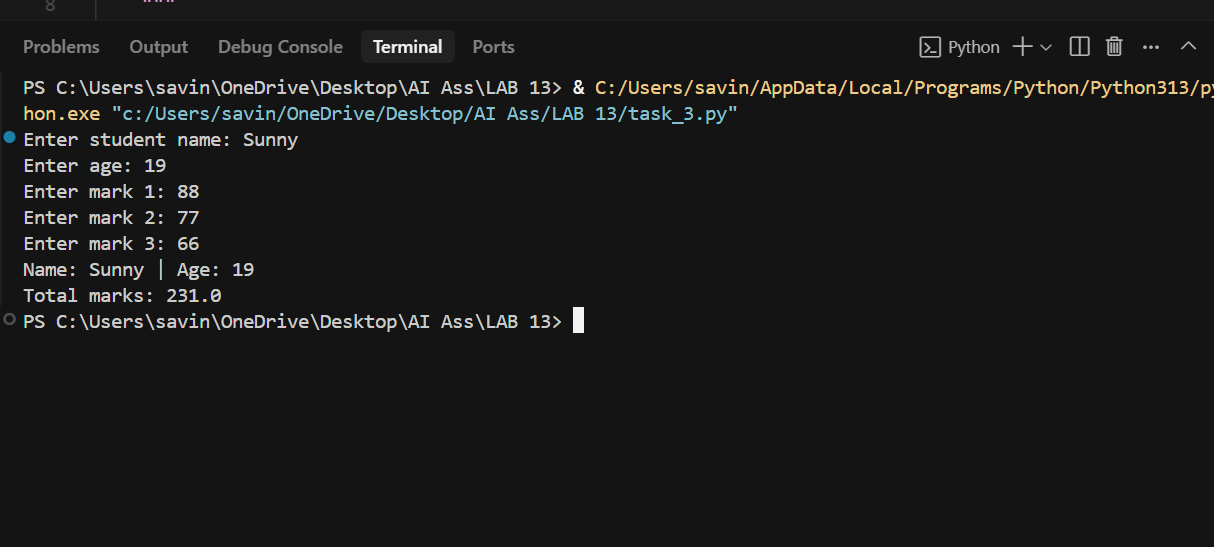 8
Problems Output Debug Console Terminal Ports Python
PS C:\Users\savin\OneDrive\Desktop\AI Ass\LAB 13> & C:/Users/savin/AppData/Local/Programs/Python/Python313/py
hon.exe "c:/Users/savin/OneDrive/Desktop/AI Ass/LAB 13/task_3.py"
Enter student name: Sunny
Enter age: 19
Enter mark 1: 88
Enter mark 2: 77
Enter mark 3: 66
Name: Sunny | Age: 19
Total marks: 231.0
PS C:\Users\savin\OneDrive\Desktop\AI Ass\LAB 13>